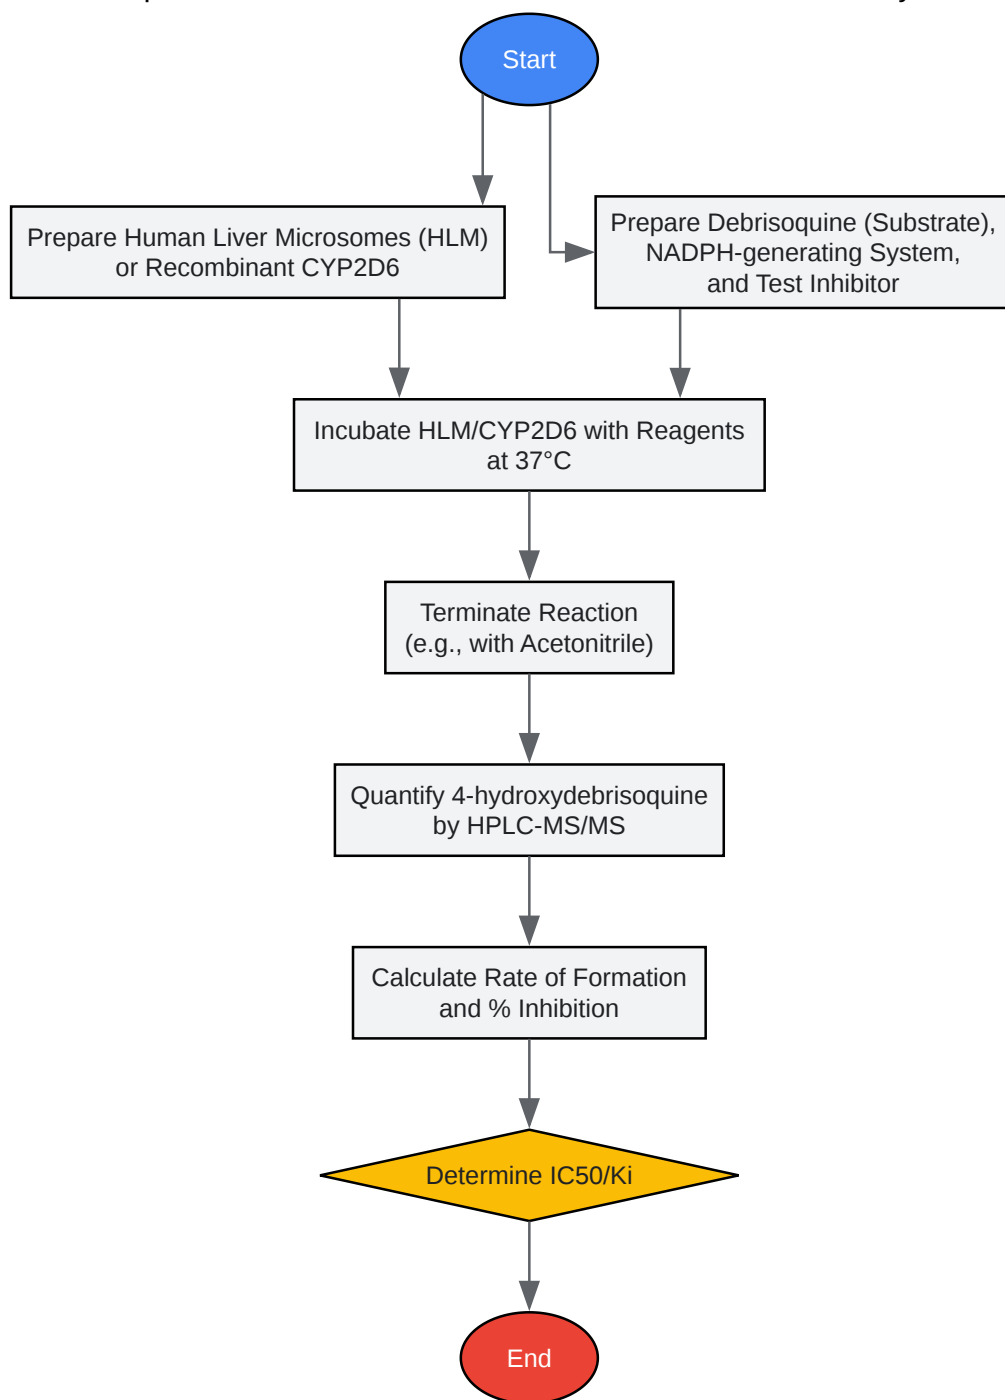 Start
Prepare Human Liver Microsomes (HLM)
or Recombinant CYP2D6
Prepare Debrisoquine (Substrate),
NADPH-generating System,
and Test Inhibitor
Incubate HLM/CYP2D6 with Reagents
at 37°C
Terminate Reaction
(e.g., with Acetonitrile)
Quantify 4-hydroxydebrisoquine
by HPLC-MS/MS
Calculate Rate of Formation
and % Inhibition
Determine IC50/Ki
End